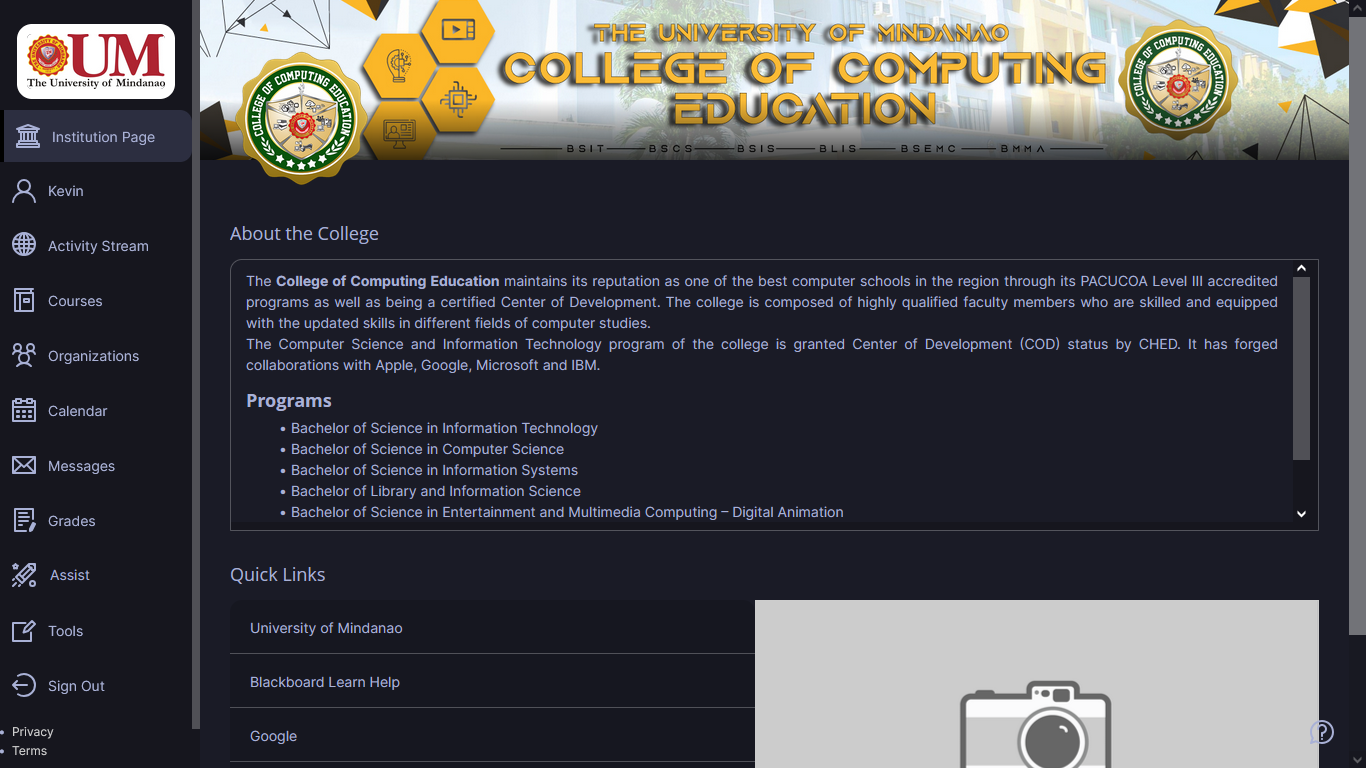 UM
The University of Mindanao
Institution Page
Kevin
Activity Stream
Courses
Organizations
Calendar
Messages
Grades
Assist
Tools
Sign Out
Privacy
Terms
COLLEGE OF COMPUTING EDUCATION
THE UNIVERSITY OF MINDANAO
COLLEGE OF COMPUTING
EDUCATION
BSIT BSCS BSIS BLIS BSEMC BMMA
COLLEGE OF COMPUTING EDUCATION
About the College
The College of Computing Education maintains its reputation as one of the best computer schools in the region through its PACUCOA Level III accredited
programs as well as being a certified Center of Development. The college is composed of highly qualified faculty members who are skilled and equipped
with the updated skills in different fields of computer studies.
The Computer Science and Information Technology program of the college is granted Center of Development (COD) status by CHED. It has forged
collaborations with Apple, Google, Microsoft and IBM.
Programs
• Bachelor of Science in Information Technology
• Bachelor of Science in Computer Science
• Bachelor of Science in Information Systems
• Bachelor of Library and Information Science
• Bachelor of Science in Entertainment and Multimedia Computing – Digital Animation
Quick Links
University of Mindanao
Blackboard Learn Help
Google